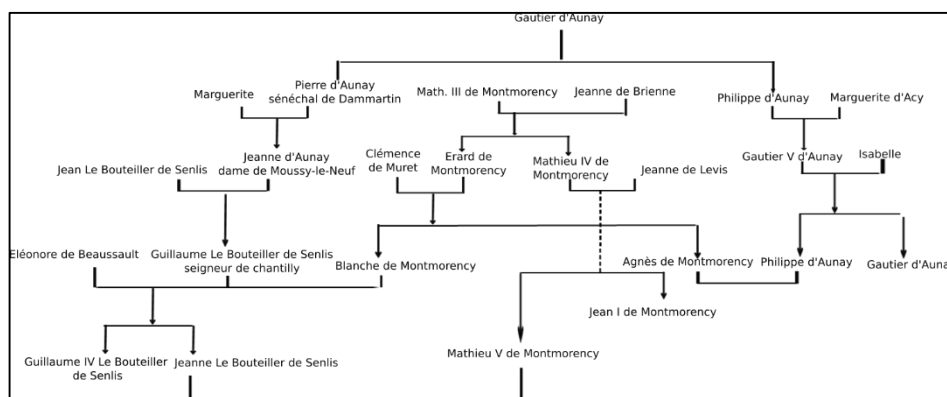 Gautier d'Aunay
Marguerite
Pierre d'Aunay
sénéchal de Dammartin
Math. III de Montmorency
Jeanne de Brienne
Philippe d'Aunay
Marguerite d'Acy
Jean Le Bouteiller de Senlis
Jeanne d'Aunay
dame de Moussy-le-Neuf
Clémence
de Muret
Erard de
Montmorency
Mathieu IV de
Montmorency
Jeanne de Levis
Gautier V d'Aunay
Isabelle
Eléonore de Beaussault
Guillaume Le Bouteiller de Senlis
seigneur de chantilly
Blanche de Montmorency
Agnès de Montmorency
Philippe d'Aunay
Gautier d'Auna
Jean I de Montmorency
Guillaume IV Le Bouteiller
de Senlis
Jeanne Le Bouteiller de Senlis
Mathieu V de Montmorency